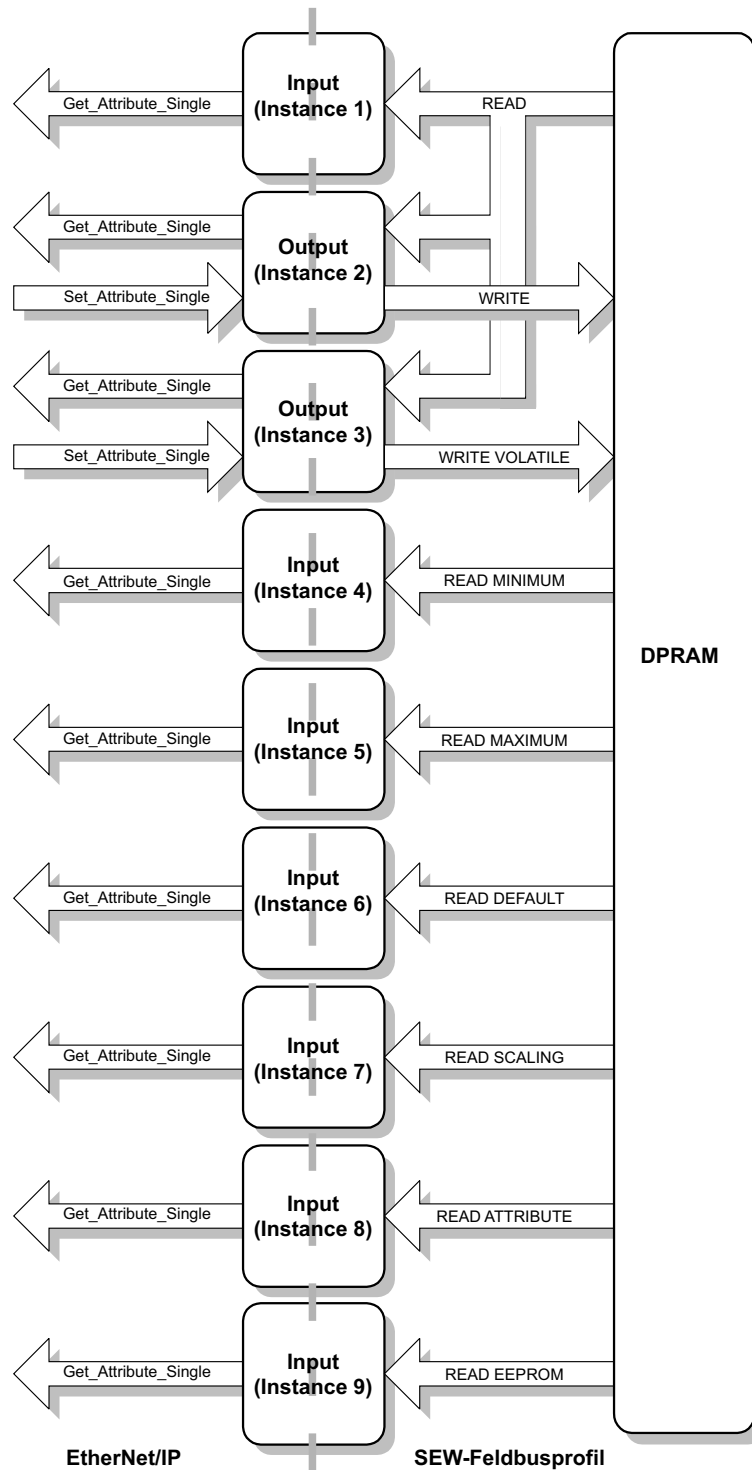 Input
(Instance 1)
Get_Attribute_Single
READ
Get_Attribute_Single
Output
(Instance 2)
Set_Attribute_Single
WRITE
Get_Attribute_Single
Output
(Instance 3)
Set_Attribute_Single
WRITE VOLATILE
Input
(Instance 4)
Get_Attribute_Single
READ MINIMUM
DPRAM
Input
(Instance 5)
Get_Attribute_Single
READ MAXIMUM
Input
(Instance 6)
Get_Attribute_Single
READ DEFAULT
Input
(Instance 7)
Get_Attribute_Single
READ SCALING
Input
(Instance 8)
Get_Attribute_Single
READ ATTRIBUTE
Input
(Instance 9)
Get_Attribute_Single
READ EEPROM
EtherNet/IP
SEW-Feldbusprofil